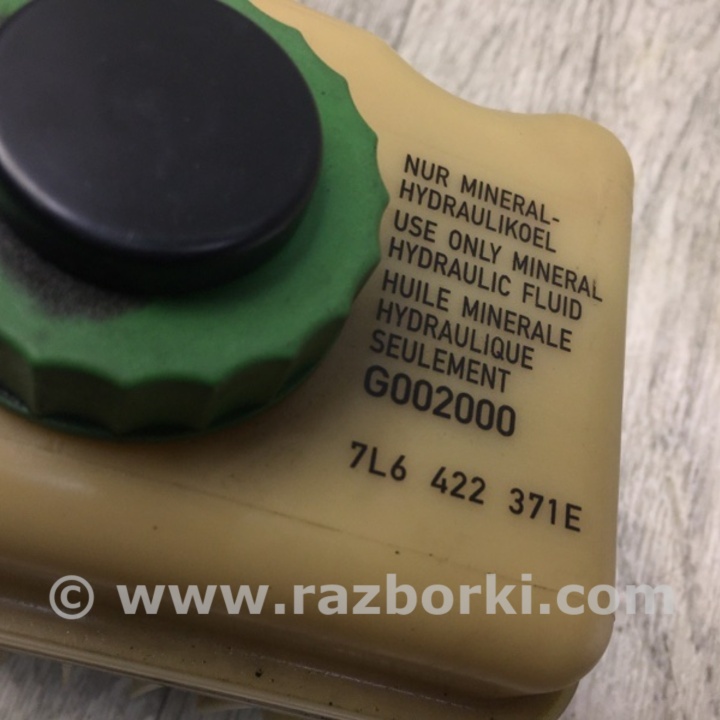 NUR MINERAL-
HYDRAULIKOEL
USE ONLY MINERAL
HYDRAULIC FLUID
HUILE MINERALE
HYDRAULIQUE
SEULEMENT
G002000
7L6 422 371E
© www.razborki.com